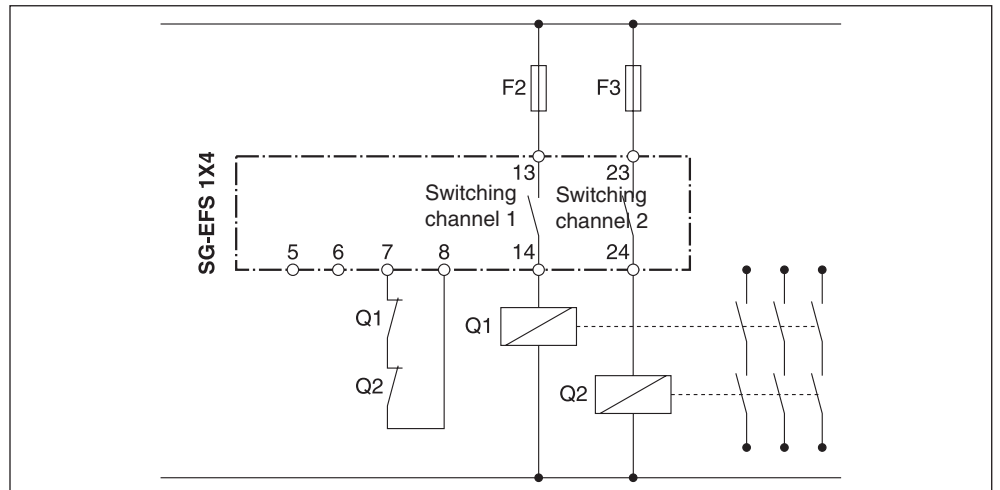 F2
F3
SG-EFS 1X4
13
23
Switching
channel 1
Switching
channel 2
5
6
7
8
14
24
Q1
Q1
Q2
Q2